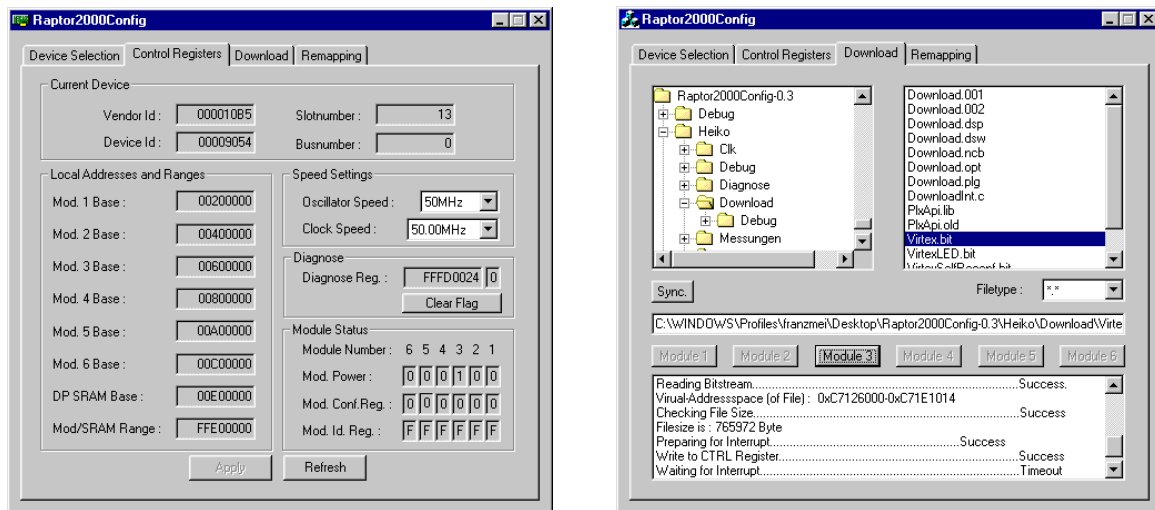 Raptor2000Config
Device Selection Control Registers Download Remapping
Current Device
Vendor Id : 000010B5 Slotnumber : 13
Device Id : 00009054 Busnumber : 0
Local Addresses and Ranges
Mod. 1 Base : 00200000
Mod. 2 Base : 00400000
Mod. 3 Base : 00600000
Mod. 4 Base : 00800000
Mod. 5 Base : 00A00000
Mod. 6 Base : 00C00000
DP SRAM Base : 00E00000
Mod/SRAM Range : FFE00000
Speed Settings
Oscillator Speed : 50MHz
Clock Speed : 50.00MHz
Diagnose
Diagnose Reg. : FFFD0024 0
Clear Flag
Module Status
Module Number : 6 5 4 3 2 1
Mod. Power : 0 0 0 1 0 0
Mod. Conf.Reg. : 0 0 0 0 0 0
Mod. Id. Reg. : F F F F F F
Apply Refresh
Raptor2000Config
Device Selection Control Registers Download Remapping
Raptor2000Config-0.3
Debug
Heiko
Clk
Debug
Diagnose
Download
Debug
Messungen
Download.001
Download.002
Download.dsp
Download.dsw
Download.ncb
Download.opt
Download.plg
DownloadInt.c
PlxApi.lib
PlxApi.old
Virtex.bit
VirtexLED.bit
VirtexSelfReconf.bit
Sync. Filetype : *.*
C:\WINDOWS\Profiles\franzmei\Desktop\Raptor2000Config-0.3\Heiko\Download\Virte
Module 1 Module 2 Module 3 Module 4 Module 5 Module 6
Reading Bitstream.......................................................................Success.
Virual-Addressspace (of File) : 0xC7126000-0xC71E1014
Checking File Size.......................................................................Success
Filesize is : 765972 Byte
Preparing for Interrupt..................................................Success
Write to CTRL Register................................................................Success
Waiting for Interrupt...................................................................Timeout